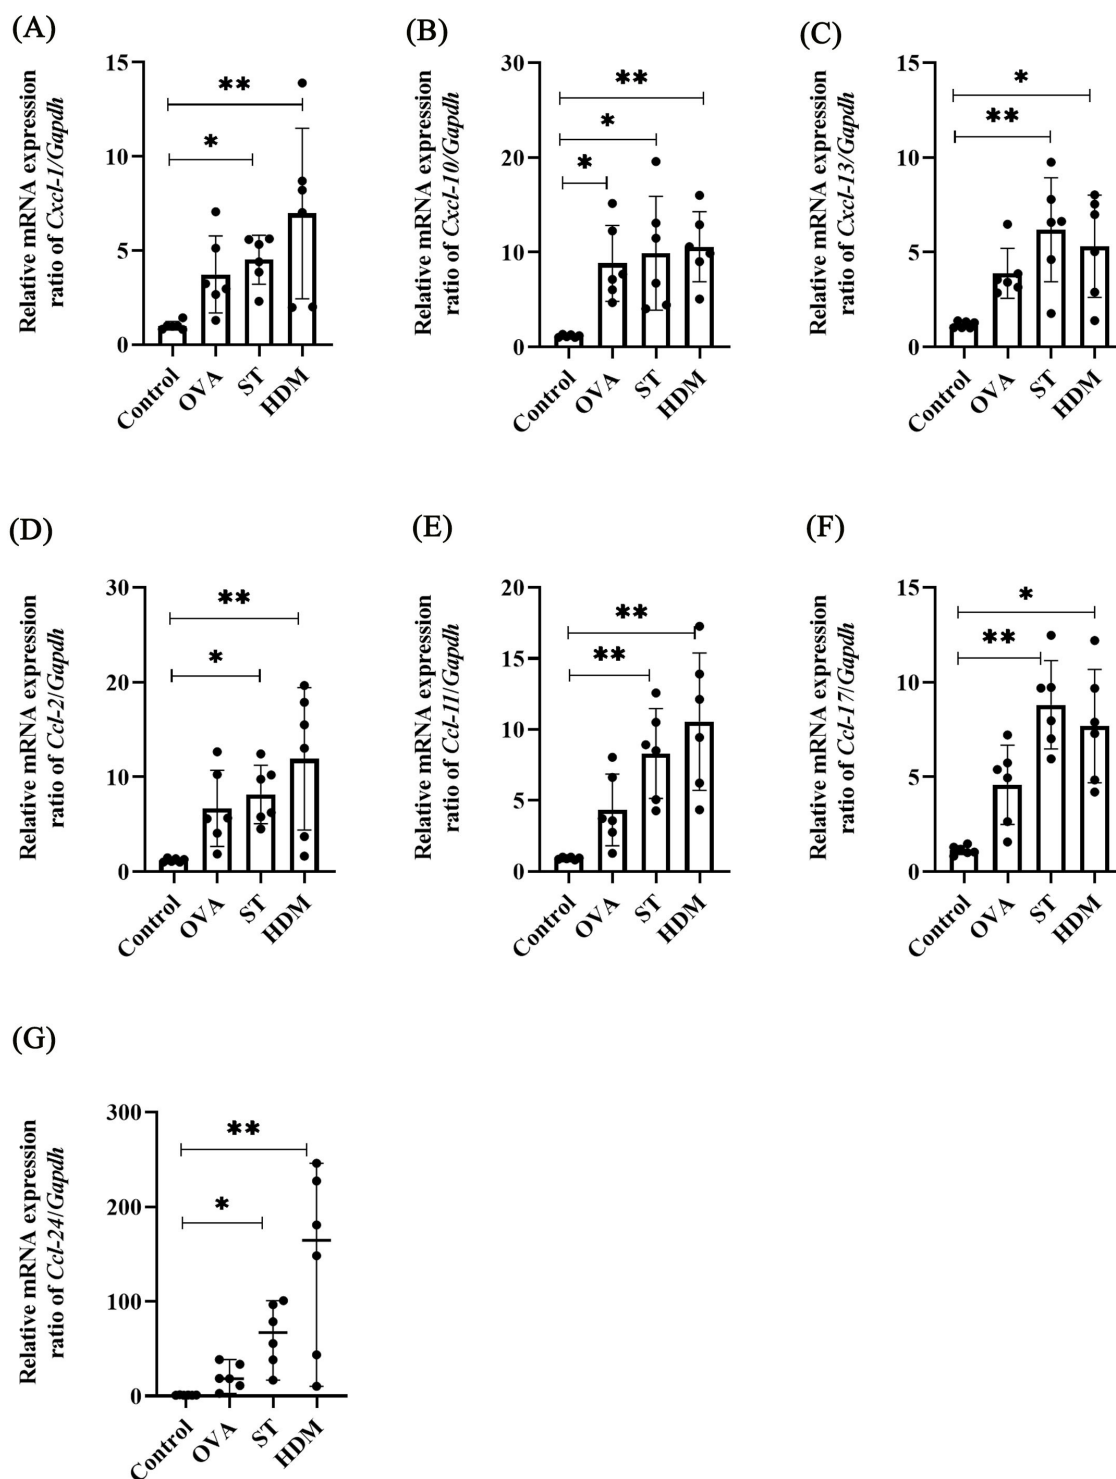 (A)
Relative mRNA expression
ratio of Cxcl-1/Gapdh
15
10
5
0
**
*
Control
OVA
ST
HDM
(B)
Relative mRNA expression
ratio of Cxcl-10/Gapdh
30
20
10
0
**
*
*
Control
OVA
ST
HDM
(C)
Relative mRNA expression
ratio of Cxcl-13/Gapdh
15
10
5
0
*
**
Control
OVA
ST
HDM
(D)
Relative mRNA expression
ratio of Ccl-2/Gapdh
30
20
10
0
**
*
Control
OVA
ST
HDM
(E)
Relative mRNA expression
ratio of Ccl-11/Gapdh
20
15
10
5
0
**
**
Control
OVA
ST
HDM
(F)
Relative mRNA expression
ratio of Ccl-17/Gapdh
15
10
5
0
*
**
Control
OVA
ST
HDM
(G)
Relative mRNA expression
ratio of Ccl-24/Gapdh
300
200
100
0
**
*
Control
OVA
ST
HDM